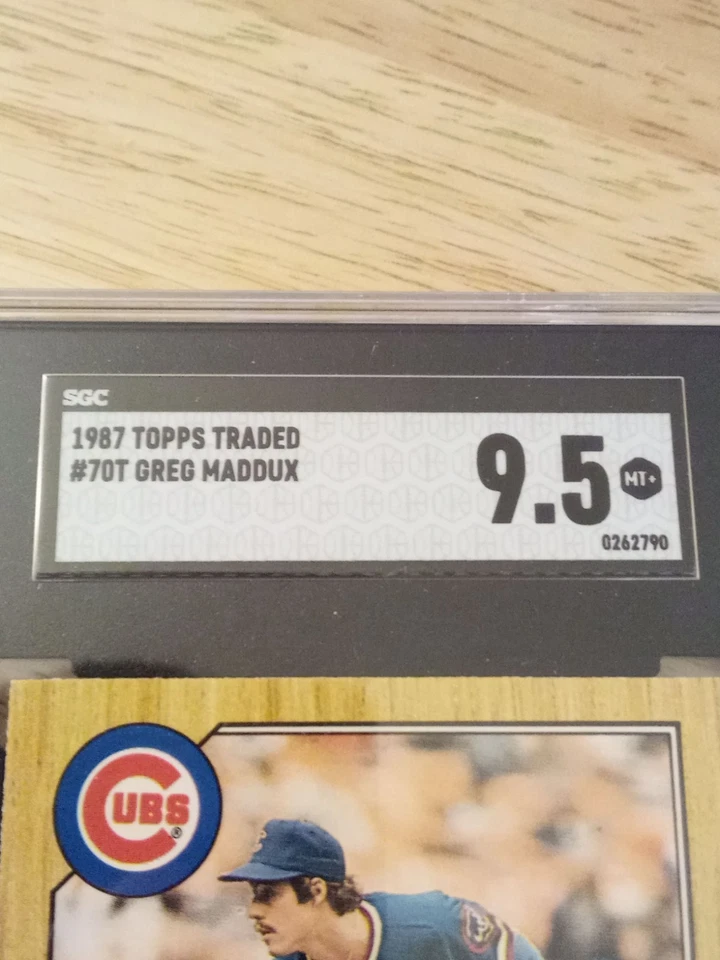 SGC
1987 TOPPS TRADED
#70T GREG MADDUX
9.5
MT+
0262790
CUBS
®